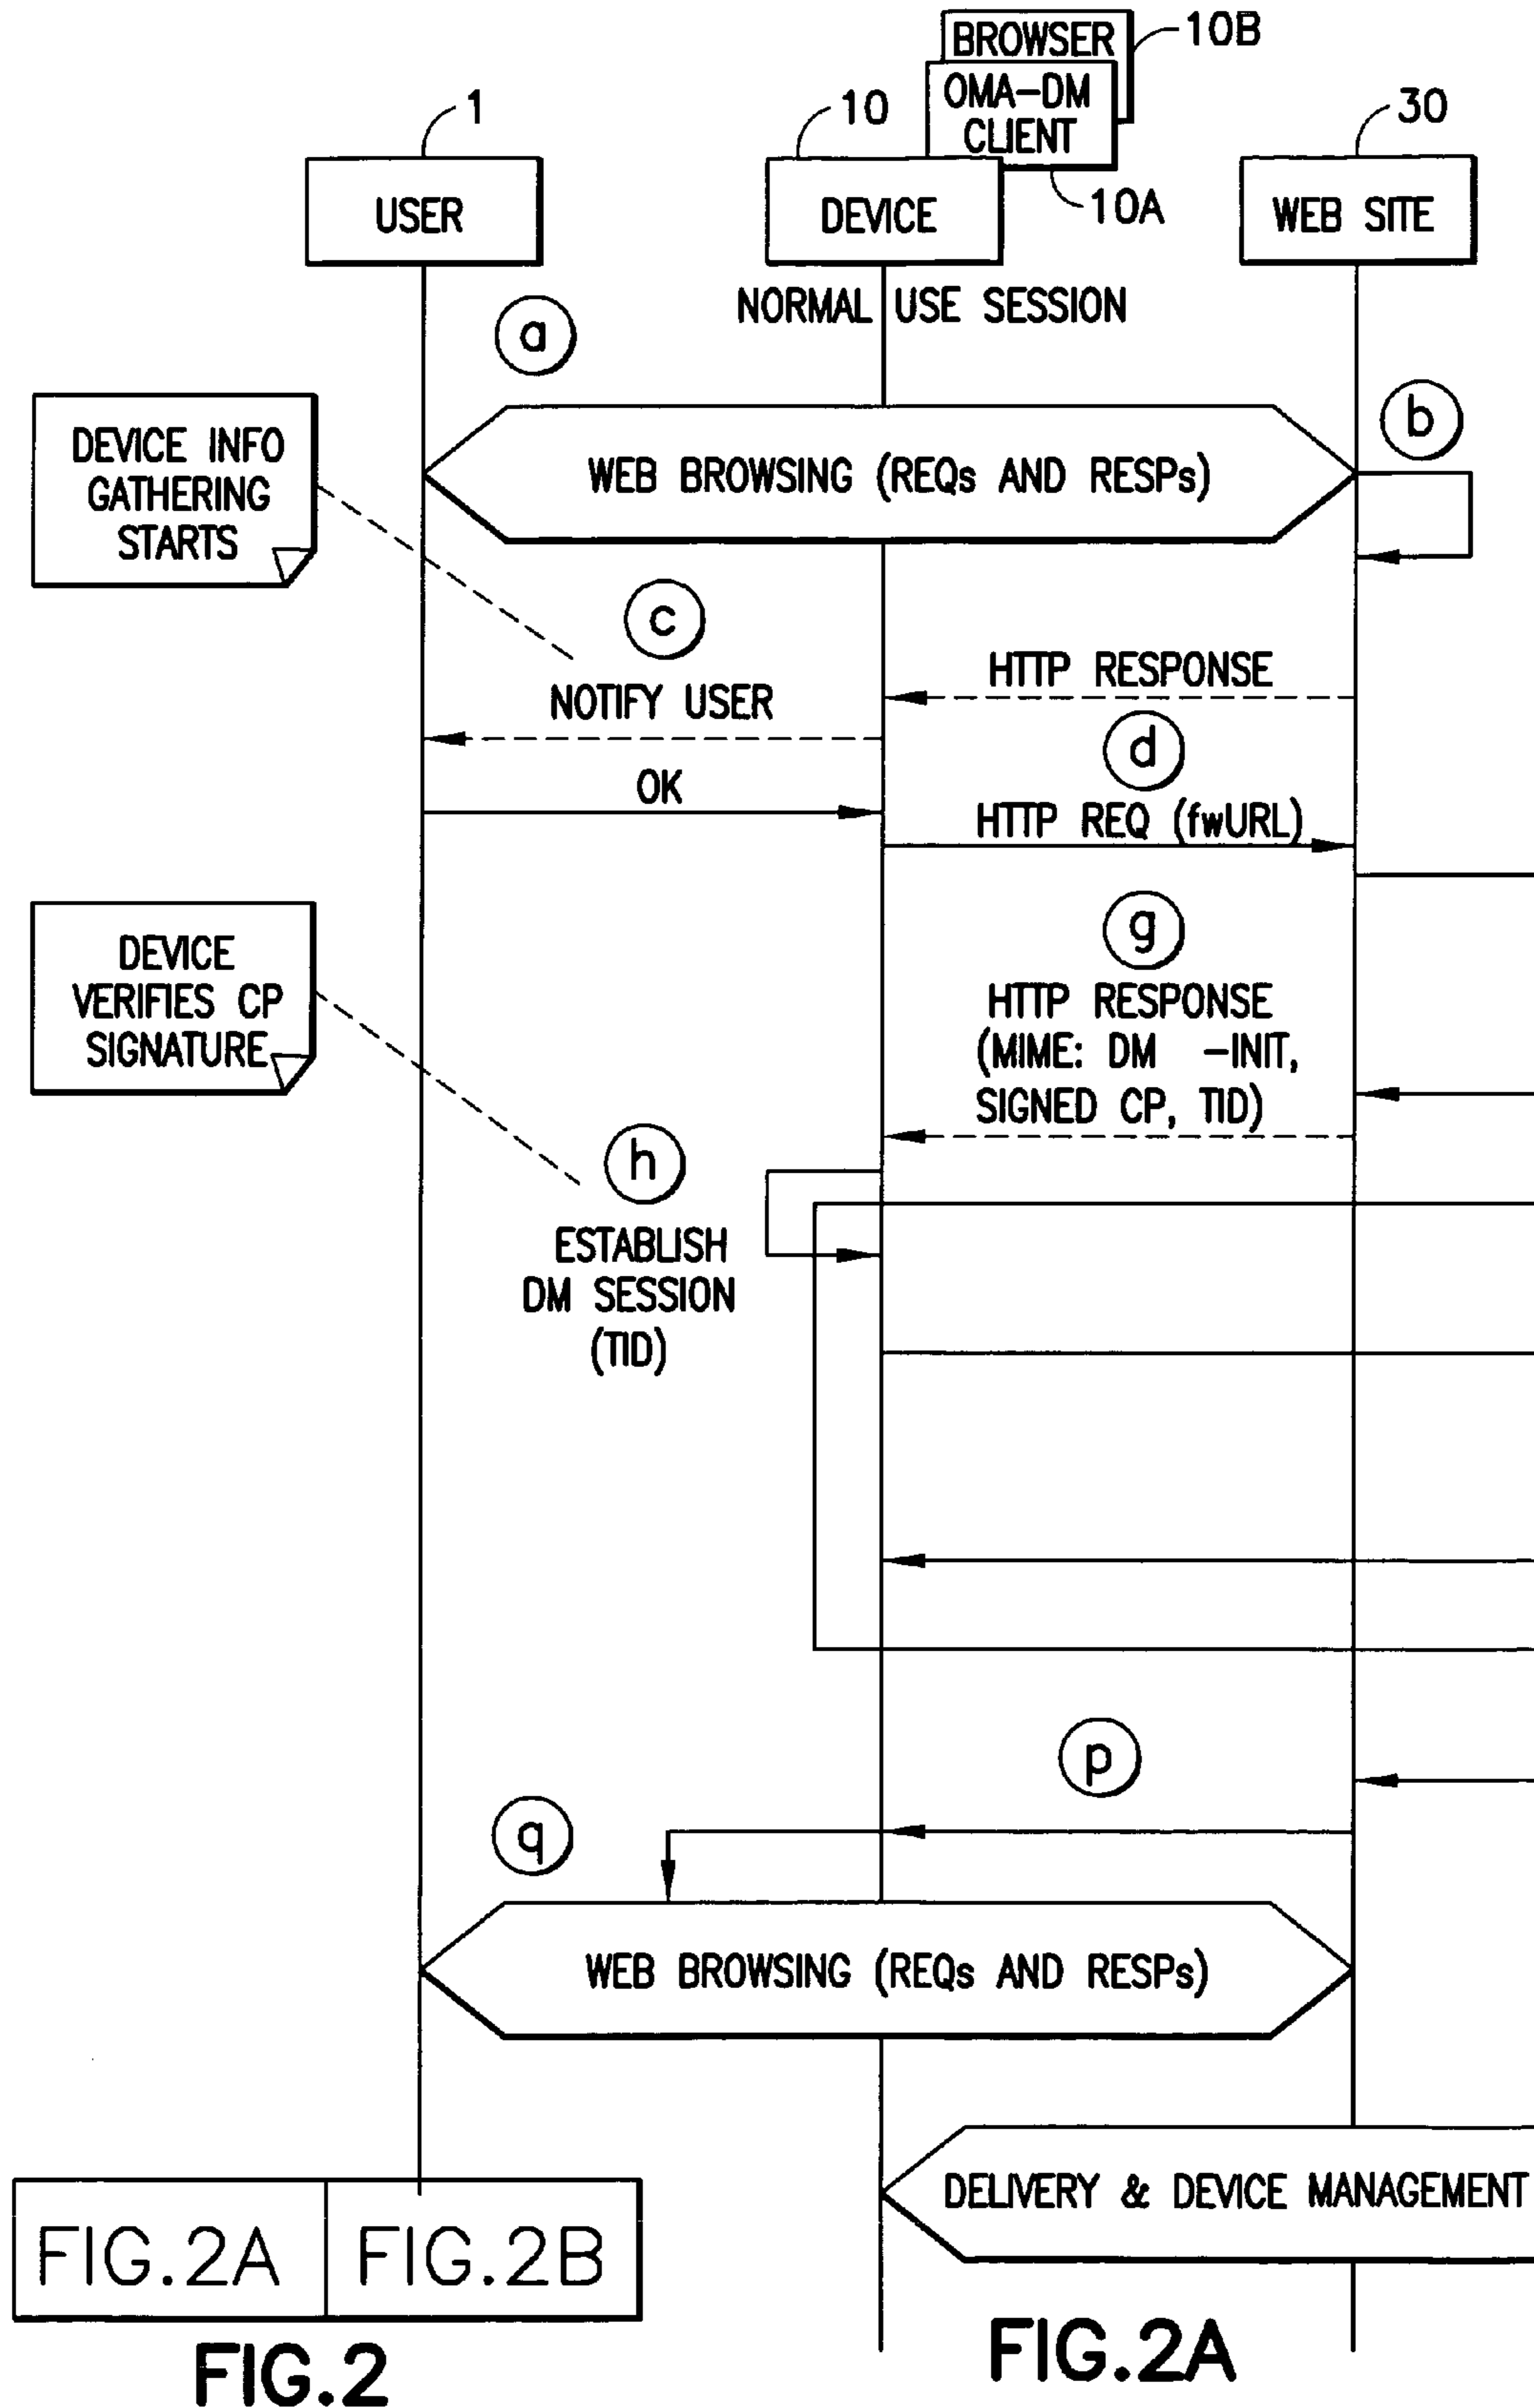 BROWSER
10B
OMA-DM
CLIENT
1
10
30
10A
USER
DEVICE
WEB SITE
NORMAL USE SESSION
a
b
DEVICE INFO
GATHERING
STARTS
WEB BROWSING (REQs AND RESPs)
c
NOTIFY USER
HTTP RESPONSE
d
OK
HTTP REQ (fwURL)
g
DEVICE
VERIFIES CP
SIGNATURE
HTTP RESPONSE
(MIME: DM -INIT,
SIGNED CP, TID)
h
ESTABLISH
DM SESSION
(TID)
p
q
WEB BROWSING (REQs AND RESPs)
DELIVERY & DEVICE MANAGEMENT
FIG.2A
FIG.2B
FIG.2
FIG.2A